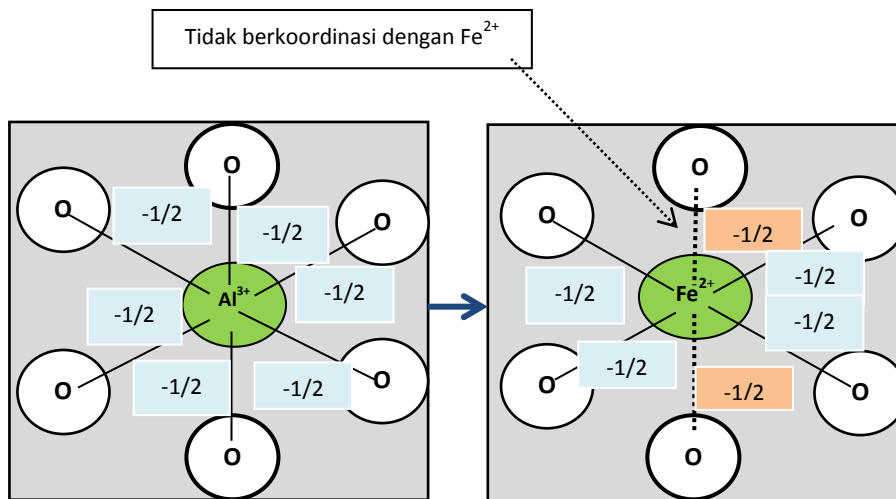 Tidak berkoordinasi dengan Fe²⁺
O
O
O
-1/2
-1/2
-1/2
Al³⁺
-1/2
O
-1/2
-1/2
O
O
O
O
O
-1/2
O
-1/2
-1/2
Fe²⁺
-1/2
-1/2
O
-1/2
O
O